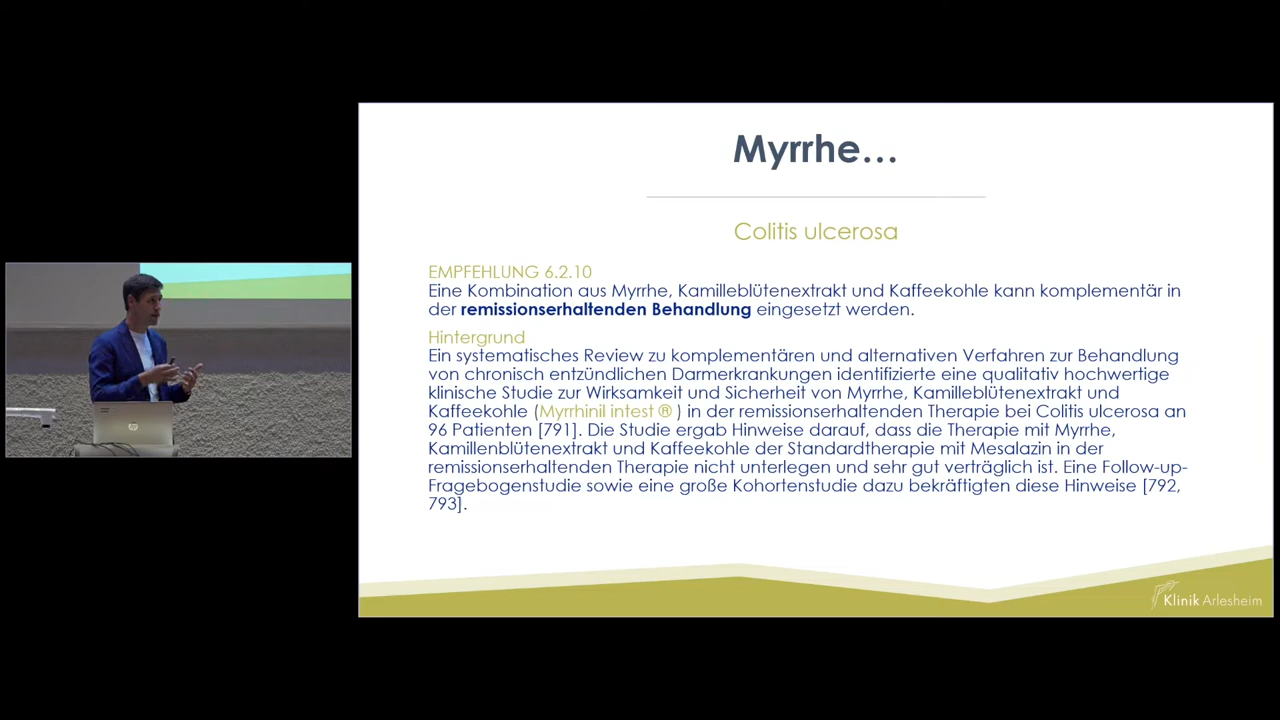 Myrrhe...
Colitis ulcerosa
EMPFEHLUNG 6.2.10
Eine Kombination aus Myrrhe, Kamilleblütenextrakt und Kaffeekohle kann komplementär in
der remissionserhaltenden Behandlung eingesetzt werden.
Hintergrund
Ein systematisches Review zu komplementären und alternativen Verfahren zur Behandlung
von chronisch entzündlichen Darmerkrankungen identifizierte eine qualitativ hochwertige
klinische Studie zur Wirksamkeit und Sicherheit von Myrrhe, Kamilleblütenextrakt und
Kaffeekohle (Myrrhinil intest ® ) in der remissionserhaltenden Therapie bei Colitis ulcerosa an
96 Patienten [791]. Die Studie ergab Hinweise darauf, dass die Therapie mit Myrrhe,
Kamillenblütenextrakt und Kaffeekohle der Standardtherapie mit Mesalazin in der
remissionserhaltenden Therapie nicht unterlegen und sehr gut verträglich ist. Eine Follow-up-
Fragebogenstudie sowie eine große Kohortenstudie dazu bekräftigten diese Hinweise [792,
793].
Klinik Arlesheim
hp